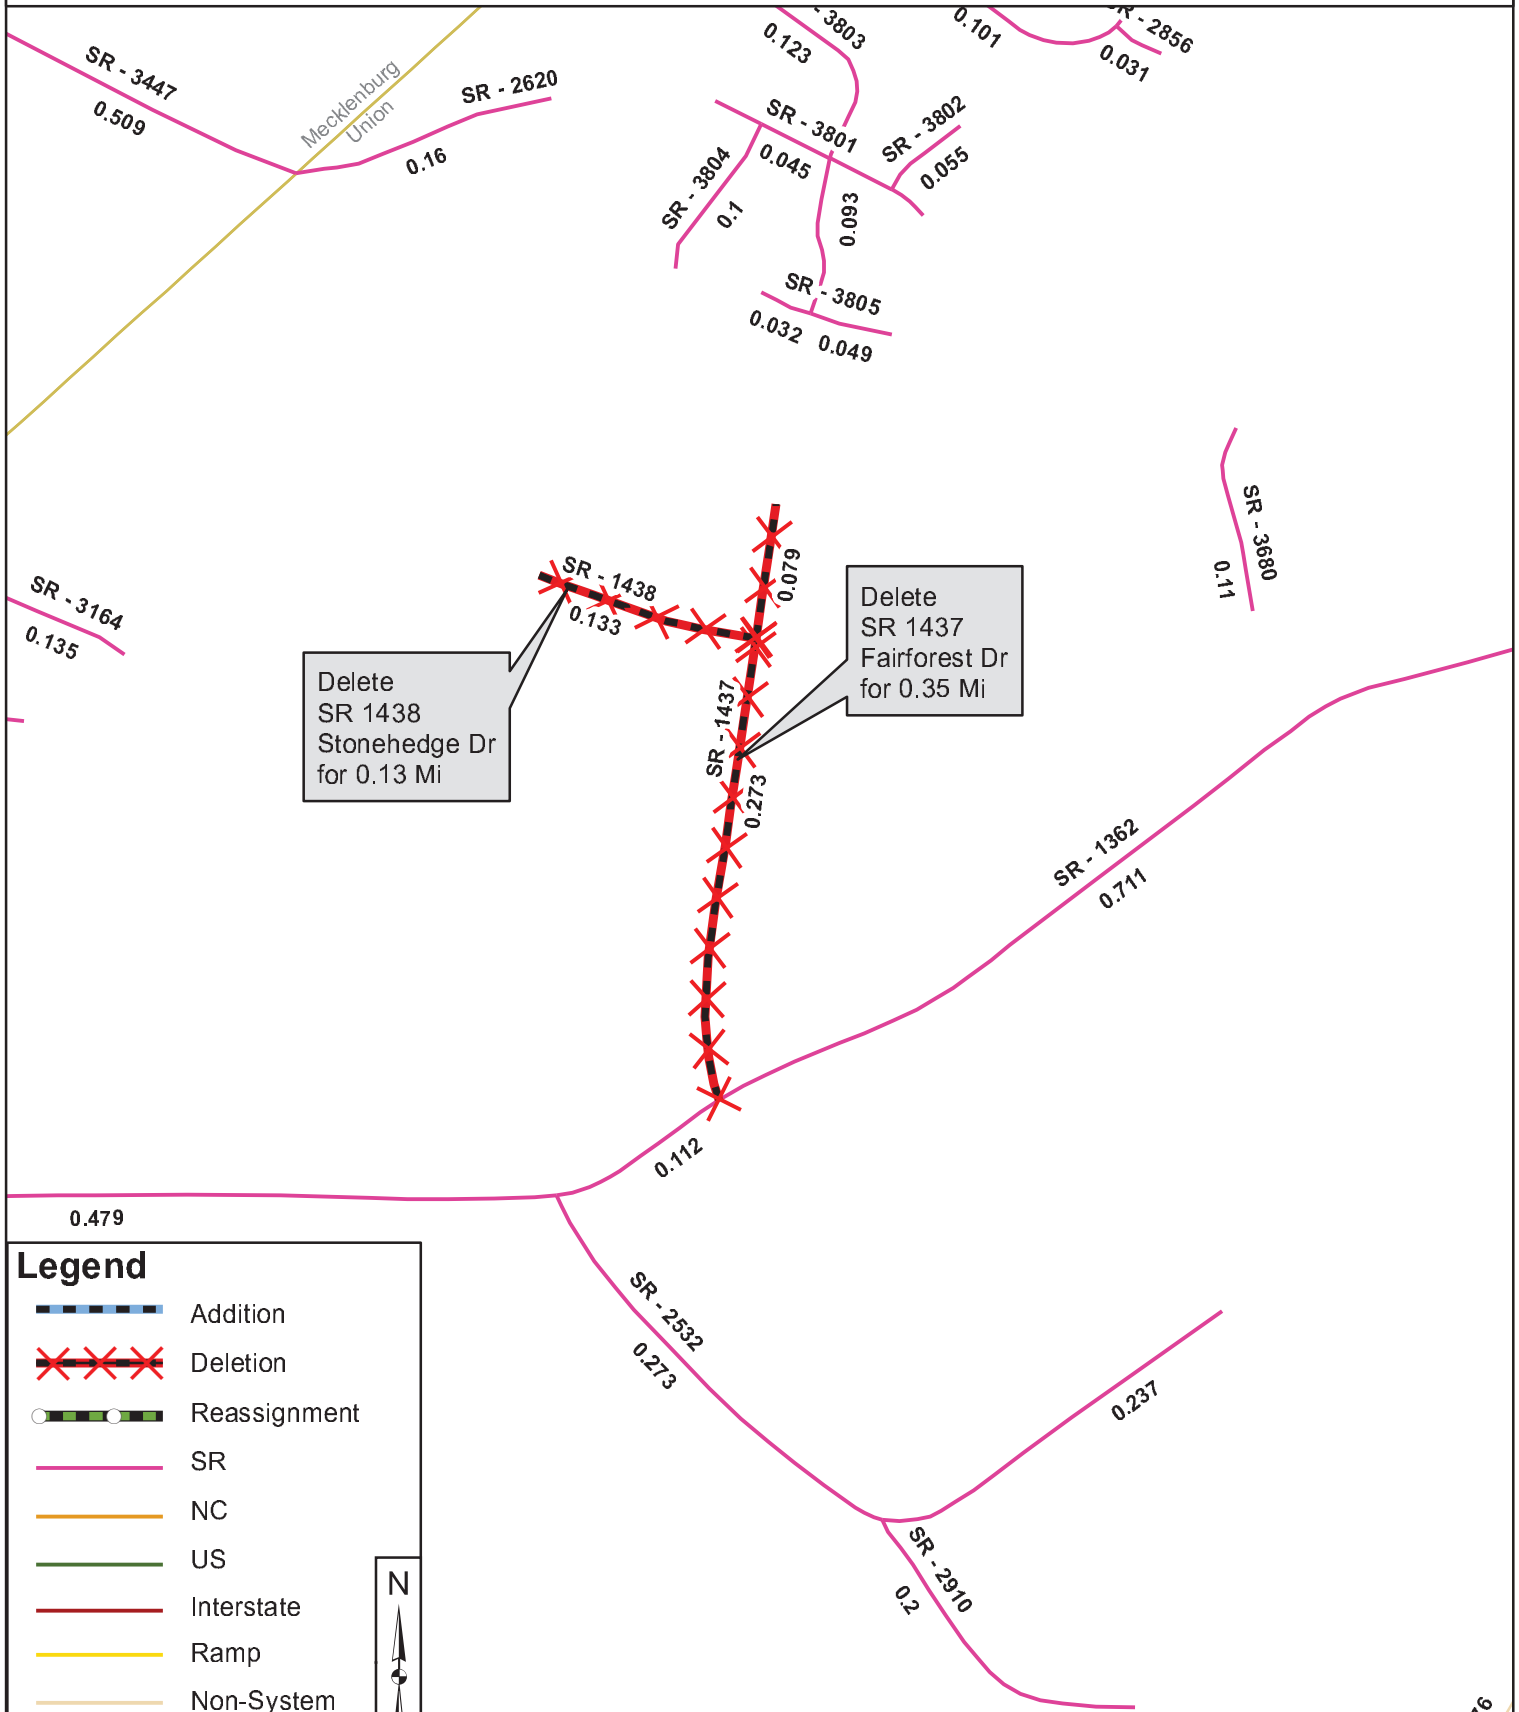 - 3803
0.123
0.101
SR - 2856
0.031
SR - 3447
0.509
Mecklenburg
Union
SR - 2620
0.16
SR - 3801
0.045
SR - 3802
0.055
SR - 3804
0.1
0.093
SR - 3805
0.032
0.049
SR - 3680
0.11
SR - 3164
0.135
SR - 1438
0.133
0.079
Delete
SR 1437
Fairforest Dr
for 0.35 Mi
Delete
SR 1438
Stonehedge Dr
for 0.13 Mi
SR - 1437
0.273
SR - 1362
0.711
0.112
0.479
SR - 2532
0.273
0.237
SR - 2910
0.2
Legend
Addition
Deletion
Reassignment
SR
NC
US
Interstate
Ramp
Non-System
N